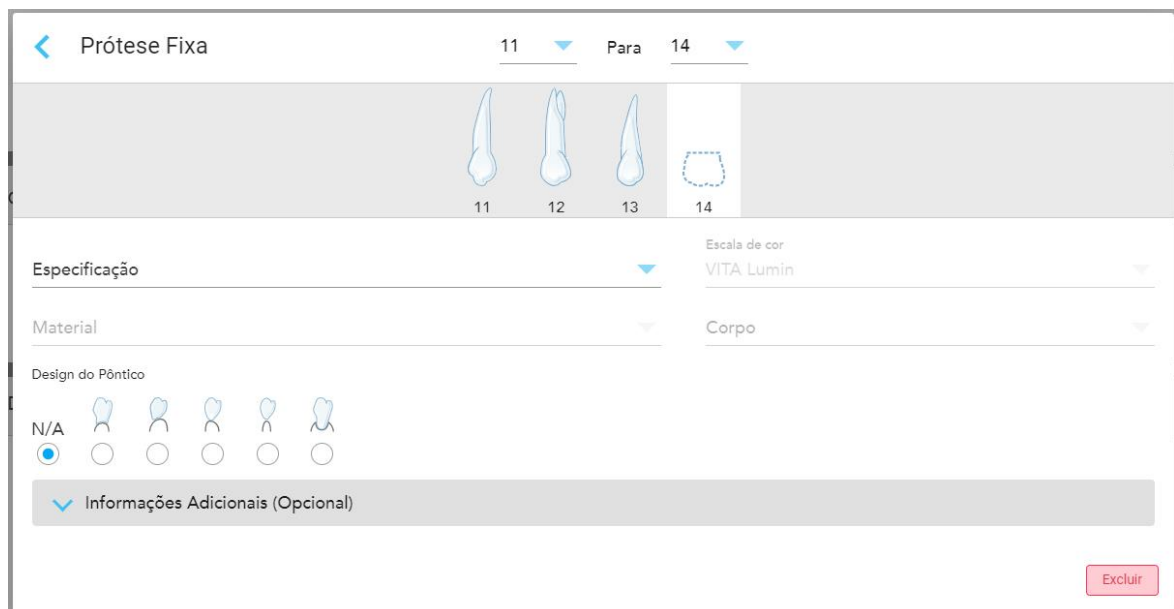 Prótese Fixa
11 Para 14
11 12 13 14
Especificação
Escala de cor
VITA Lumin
Material
Corpo
Design do Pôntico
N/A
Informações Adicionais (Opcional)
Excluir